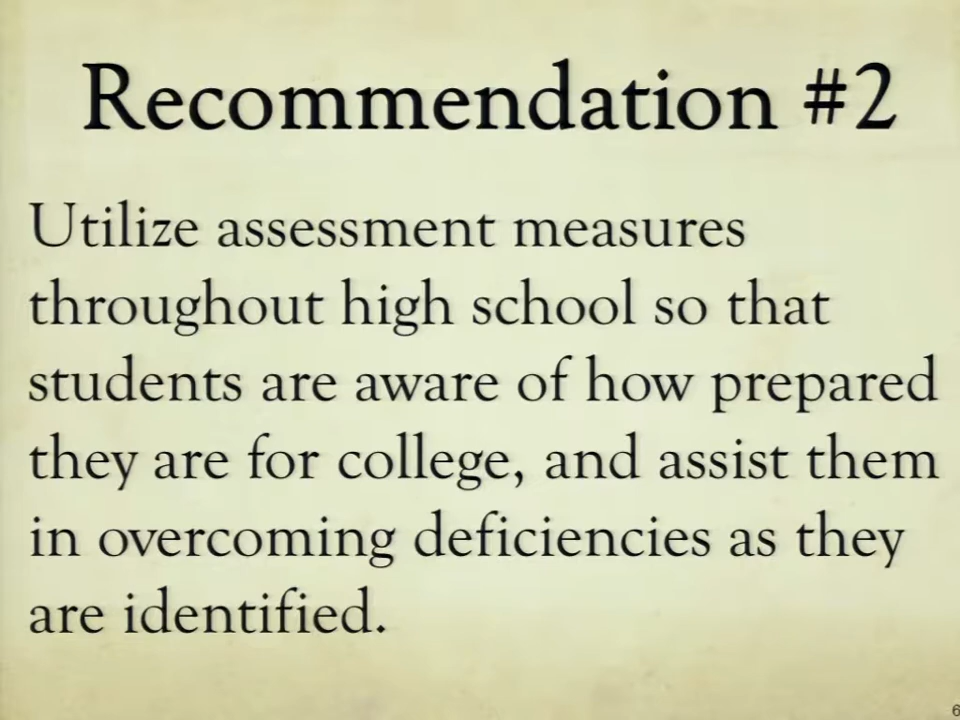 Recommendation #2
Utilize assessment measures
throughout high school so that
students are aware of how prepared
they are for college, and assist them
in overcoming deficiencies as they
are identified.
6